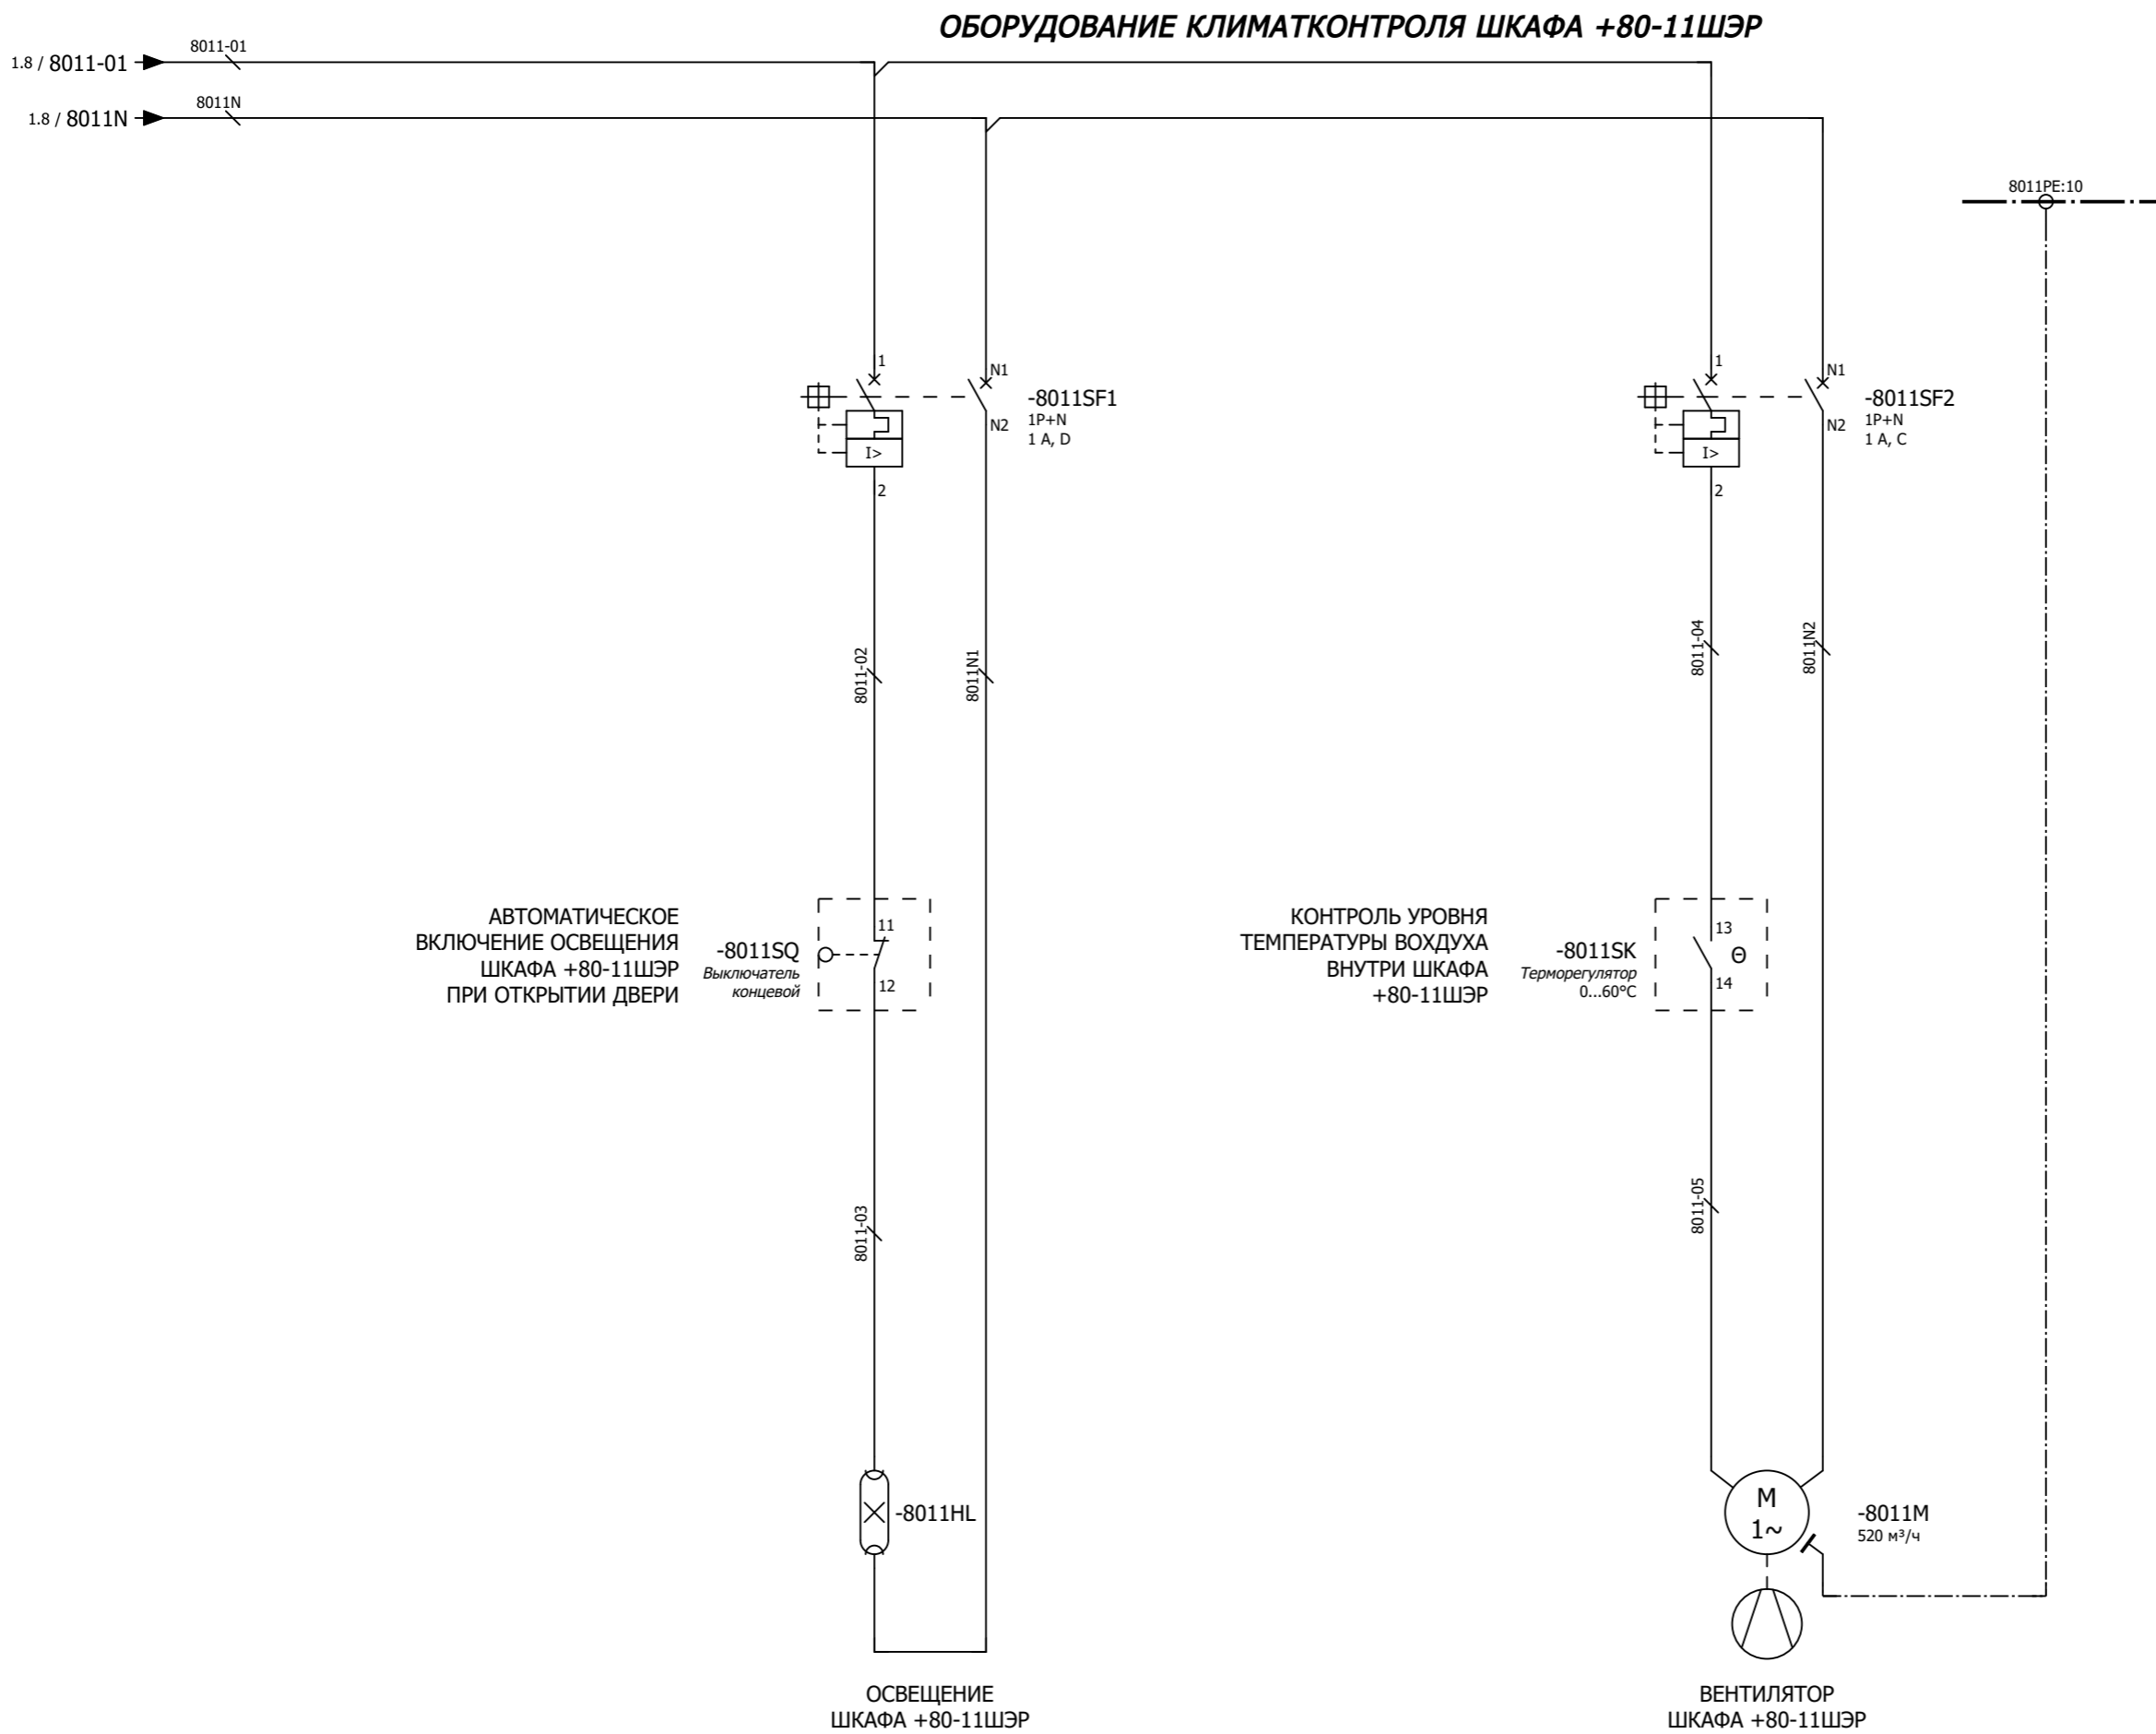 ОБОРУДОВАНИЕ КЛИМАТКОНТРОЛЯ ШКАФА +80-11ШЭР
1.8 / 8011-01
8011-01
1.8 / 8011N
8011N
8011PE:10
1
N1
-8011SF1
1P+N
1 A, D
N2
I>
2
1
N1
-8011SF2
1P+N
1 A, C
N2
I>
2
8011-02
8011N1
8011-04
8011N2
АВТОМАТИЧЕСКОЕ
ВКЛЮЧЕНИЕ ОСВЕЩЕНИЯ
ШКАФА +80-11ШЭР
ПРИ ОТКРЫТИИ ДВЕРИ
-8011SQ
Выключатель
концевой
11
12
КОНТРОЛЬ УРОВНЯ
ТЕМПЕРАТУРЫ ВОХДУХА
ВНУТРИ ШКАФА
+80-11ШЭР
-8011SK
Терморегулятор
0...60°C
13
Θ
14
8011-03
8011-05
-8011HL
M
1~
-8011M
520 м³/ч
ОСВЕЩЕНИЕ
ШКАФА +80-11ШЭР
ВЕНТИЛЯТОР
ШКАФА +80-11ШЭР